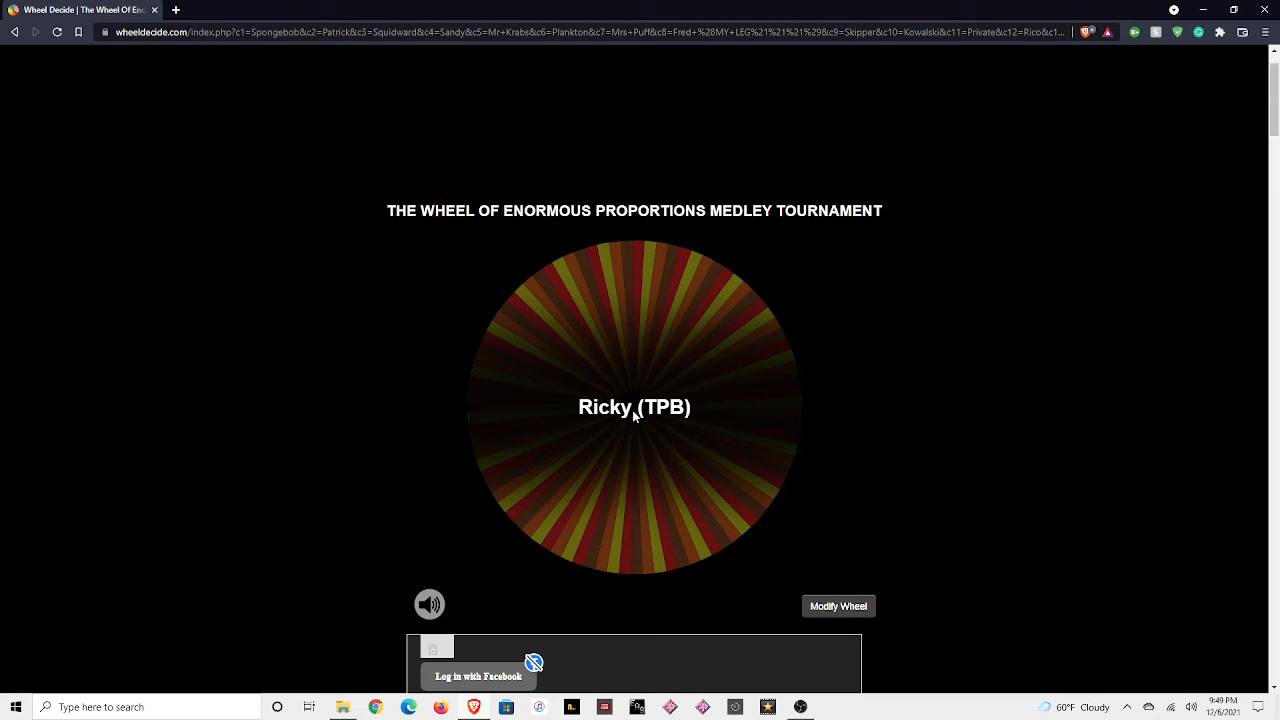 Wheel Decide | The Wheel Of Eno
wheeldecide.com/index.php?c1=Spongebob&c2=Patrick&c3=Squidward&c4=Sandy&c5=Mr+Krabs&c6=Plankton&c7=Mrs+Puff&c8=Fred+%28MY+LEG%21%21%21%29&c9=Skipper&c10=Kowalski&c11=Private&c12=Rico&c1...
THE WHEEL OF ENORMOUS PROPORTIONS MEDLEY TOURNAMENT
Ricky (TPB)
Modify Wheel
Log in with Facebook
Type here to search
60°F Cloudy
9:49 PM
12/6/2021